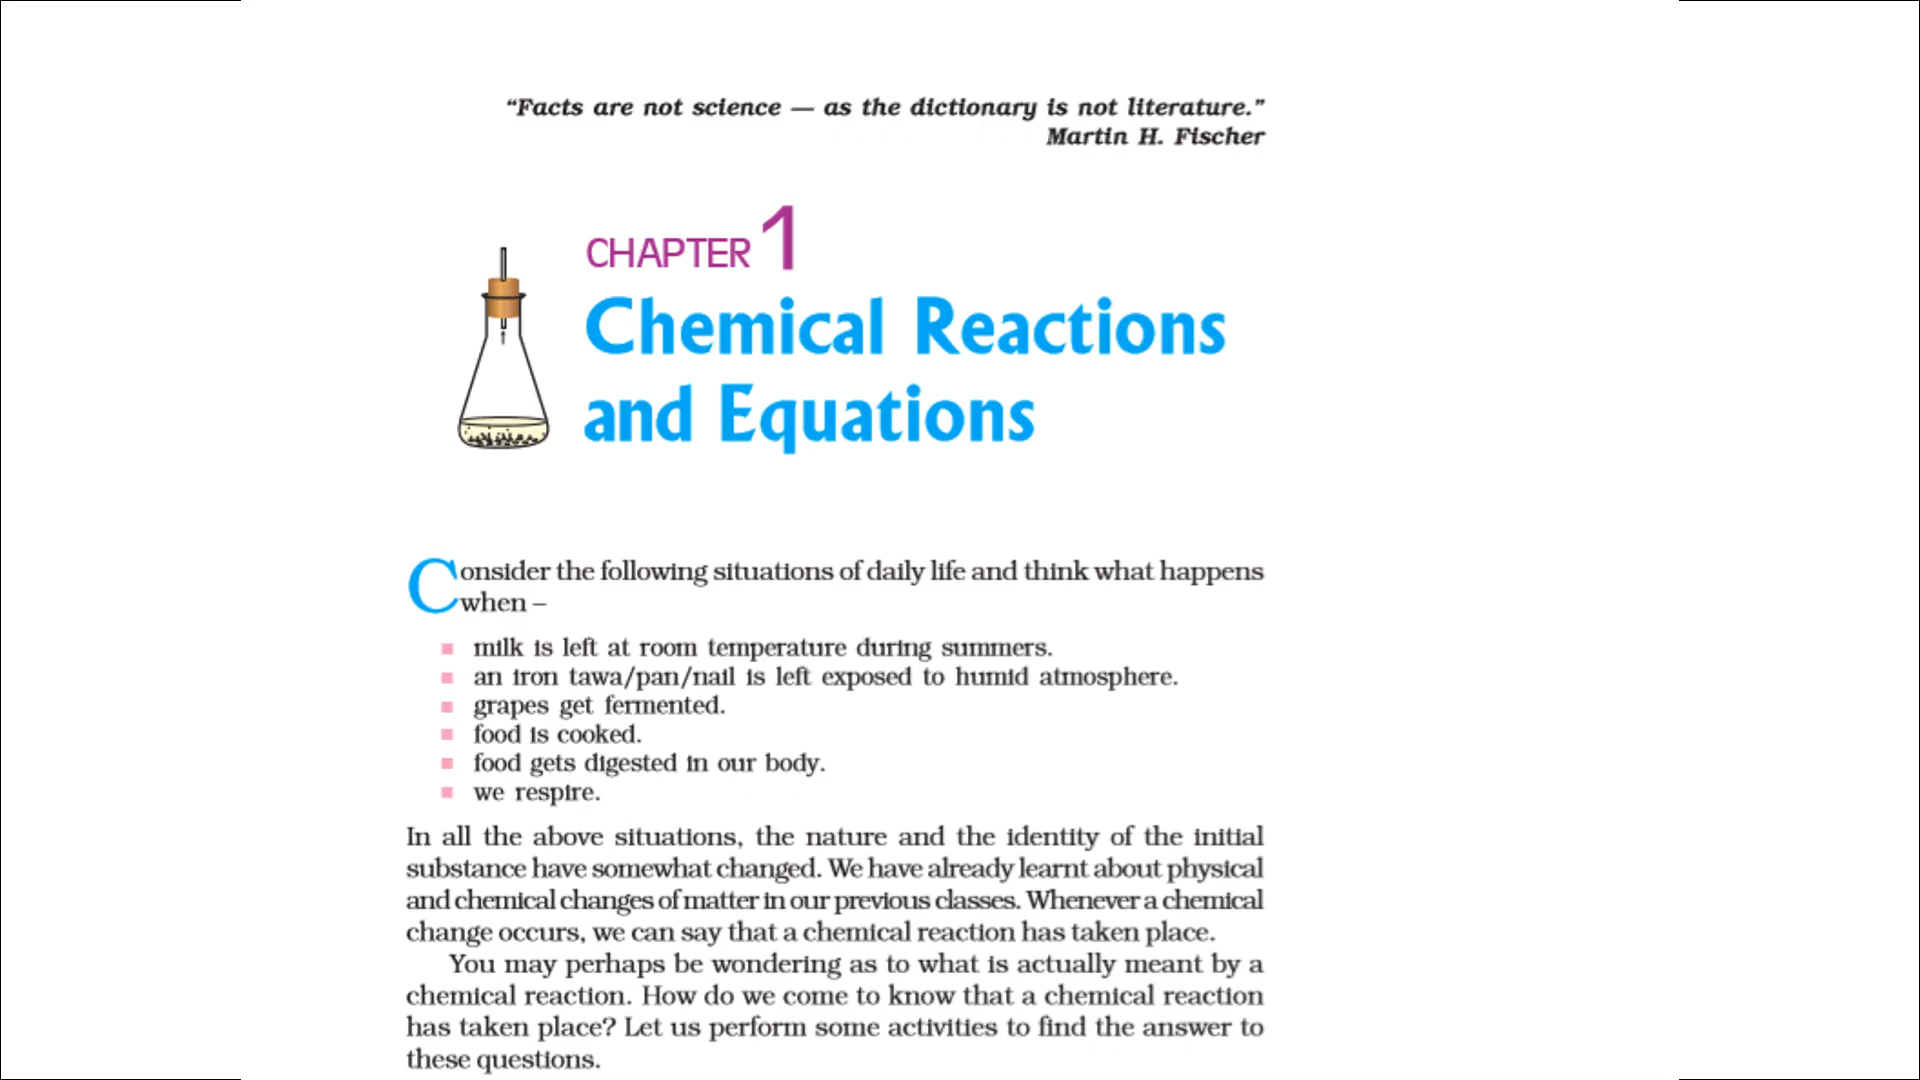 “Facts are not science — as the dictionary is not literature.”
Martin H. Fischer
CHAPTER 1
Chemical Reactions
and Equations
Consider the following situations of daily life and think what happens
when –
■ milk is left at room temperature during summers.
■ an iron tawa/pan/nail is left exposed to humid atmosphere.
■ grapes get fermented.
■ food is cooked.
■ food gets digested in our body.
■ we respire.
In all the above situations, the nature and the identity of the initial
substance have somewhat changed. We have already learnt about physical
and chemical changes of matter in our previous classes. Whenever a chemical
change occurs, we can say that a chemical reaction has taken place.
You may perhaps be wondering as to what is actually meant by a
chemical reaction. How do we come to know that a chemical reaction
has taken place? Let us perform some activities to find the answer to
these questions.